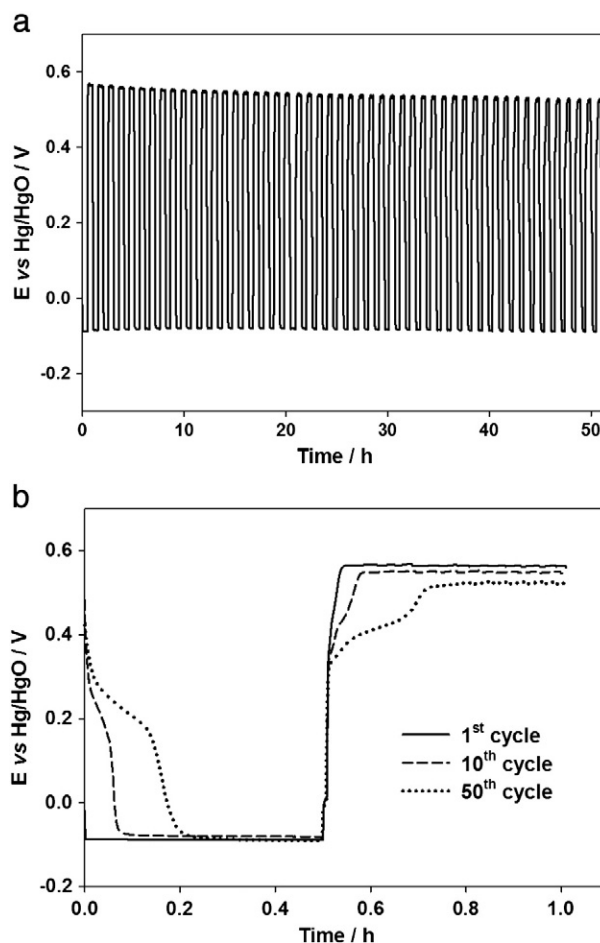 a
0.6
0.4
0.2
0.0
-0.2
E vs Hg/HgO / V
0 10 20 30 40 50
Time / h
b
0.6
0.4
0.2
0.0
-0.2
E vs Hg/HgO / V
1st cycle
10th cycle
50th cycle
0.0 0.2 0.4 0.6 0.8 1.0
Time / h